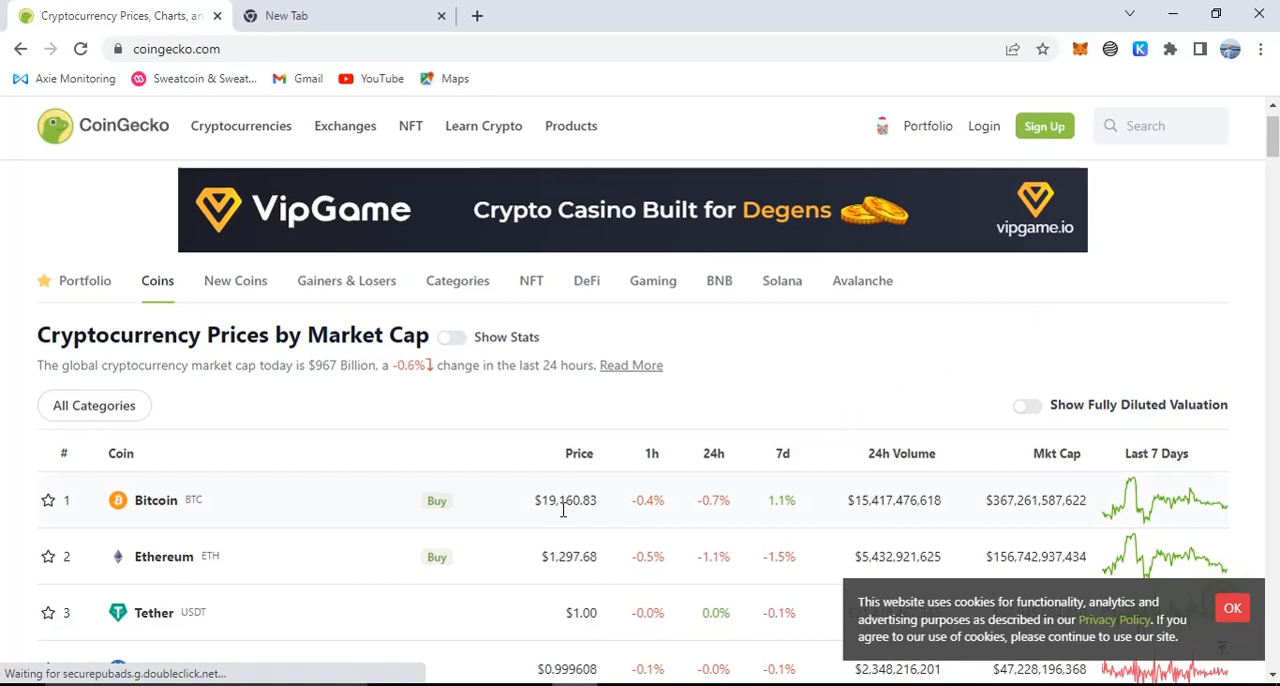 Cryptocurrency Prices, Charts, an
New Tab
coingecko.com
Axie Monitoring
Sweatcoin & Sweat...
Gmail
YouTube
Maps
CoinGecko
Cryptocurrencies
Exchanges
NFT
Learn Crypto
Products
Portfolio
Login
Sign Up
Search
VipGame
Crypto Casino Built for Degens
vipgame.io
Portfolio
Coins
New Coins
Gainers & Losers
Categories
NFT
DeFi
Gaming
BNB
Solana
Avalanche
Cryptocurrency Prices by Market Cap
Show Stats
The global cryptocurrency market cap today is $967 Billion, a -0.6% change in the last 24 hours. Read More
All Categories
Show Fully Diluted Valuation
# Coin Price 1h 24h 7d 24h Volume Mkt Cap Last 7 Days
1 Bitcoin BTC Buy $19,160.83 -0.4% -0.7% 1.1% $15,417,476,618 $367,261,587,622
2 Ethereum ETH Buy $1,297.68 -0.5% -1.1% -1.5% $5,432,921,625 $156,742,937,434
3 Tether USDT $1.00 -0.0% 0.0% -0.1%
$0.999608 -0.1% -0.0% -0.1% $2,348,216,201 $47,228,196,368
This website uses cookies for functionality, analytics and
advertising purposes as described in our Privacy Policy. If you
agree to our use of cookies, please continue to use our site.
OK
Waiting for securepubads.g.doubleclick.net...